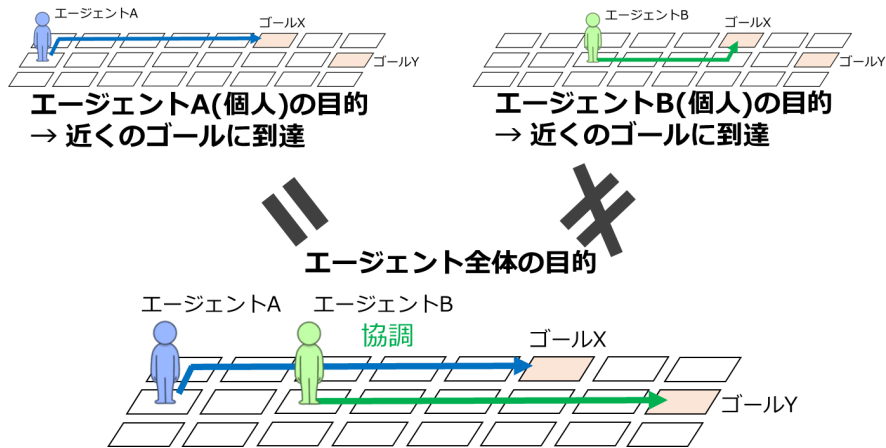 エージェントA
ゴールX
ゴールY
エージェントA(個人)の目的
→ 近くのゴールに到達
エージェントB
ゴールX
ゴールY
エージェントB(個人)の目的
→ 近くのゴールに到達
エージェント全体の目的
エージェントA
エージェントB
協調
ゴールX
ゴールY